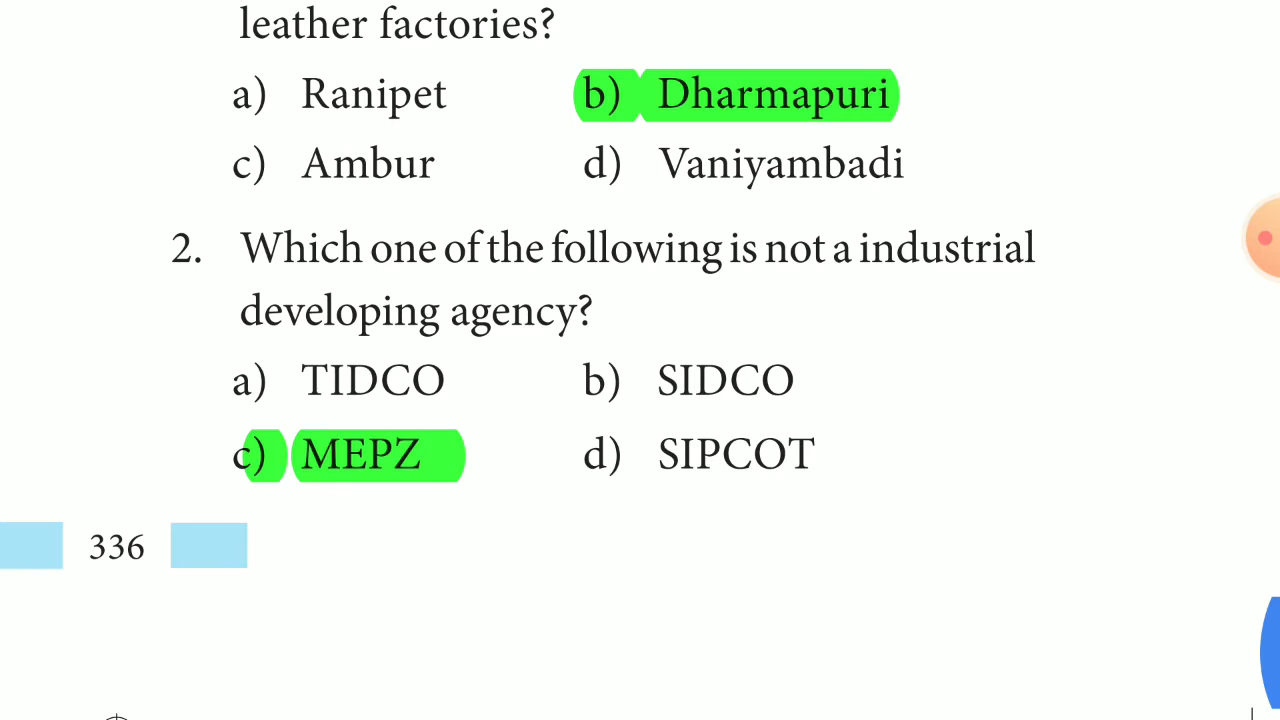 leather factories?
a) Ranipet b) Dharmapuri
c) Ambur d) Vaniyambadi
2. Which one of the following is not a industrial
developing agency?
a) TIDCO b) SIDCO
c) MEPZ d) SIPCOT
336